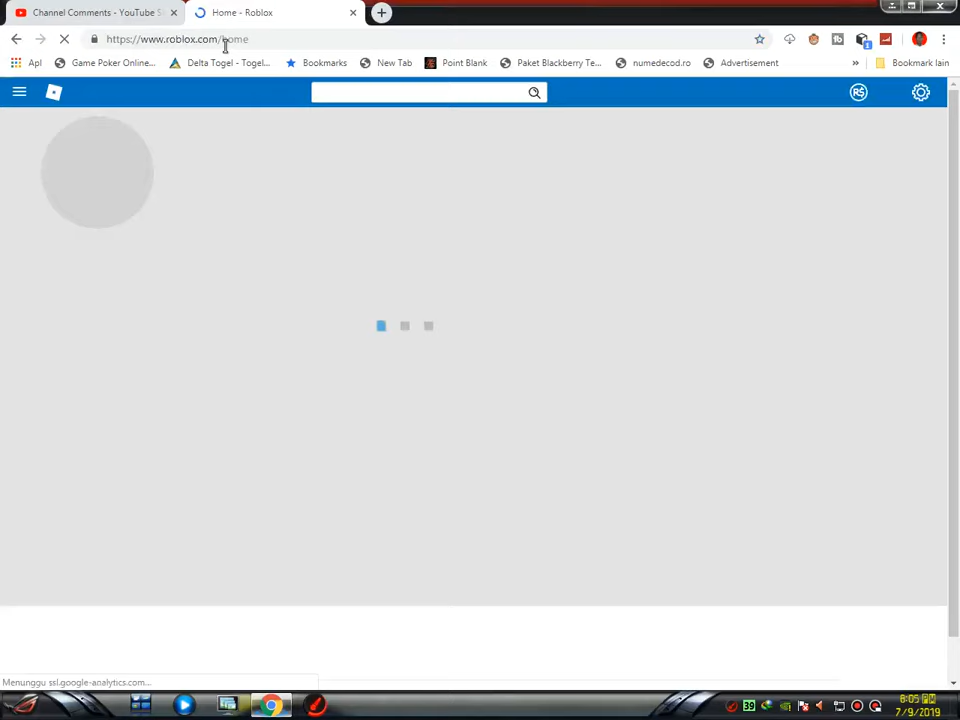 Channel Comments - YouTube S
Home - Roblox
https://www.roblox.com/home
Apl
Game Poker Online...
Delta Togel - Togel...
Bookmarks
New Tab
Point Blank
Paket Blackberry Te...
numedecod.ro
Advertisement
»
Bookmark lain
R$
Menunggu ssl.google-analytics.com...
39
8:05 PM
7/9/2019